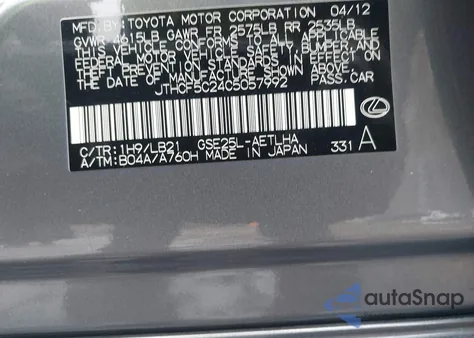 MFD. BY: TOYOTA MOTOR CORPORATION 04/12
GVWR 4615LB GAWR FR 2575LB RR 2535LB
THIS VEHICLE CONFORMS TO ALL APPLICABLE
FEDERAL MOTOR VEHICLE SAFETY, BUMPER, AND
THEFT PREVENTION STANDARDS IN EFFECT ON
THE DATE OF MANUFACTURE SHOWN ABOVE.
JTHCF5C24C5057992 PASS. CAR
C/TR: 1H9/LB21 GSE25L-AETLHA
A/TM: B04A/A760H MADE IN JAPAN 331 A
autoSnap